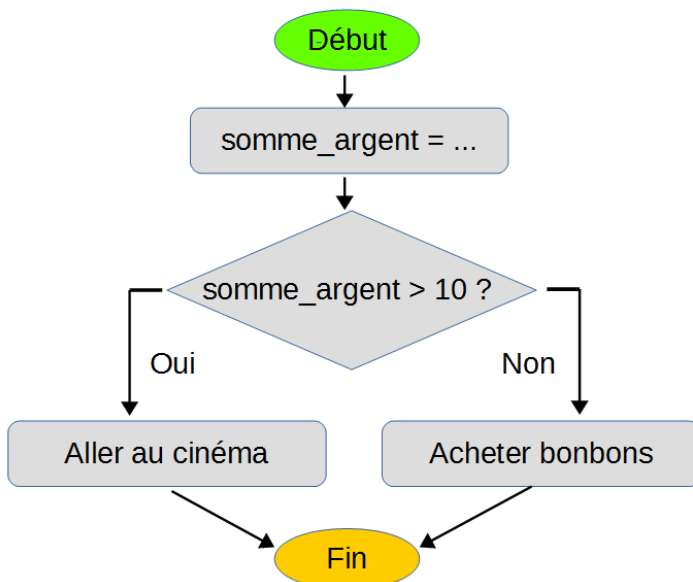 Début
somme_argent = ...
somme_argent > 10 ?
Oui
Non
Aller au cinéma
Acheter bonbons
Fin